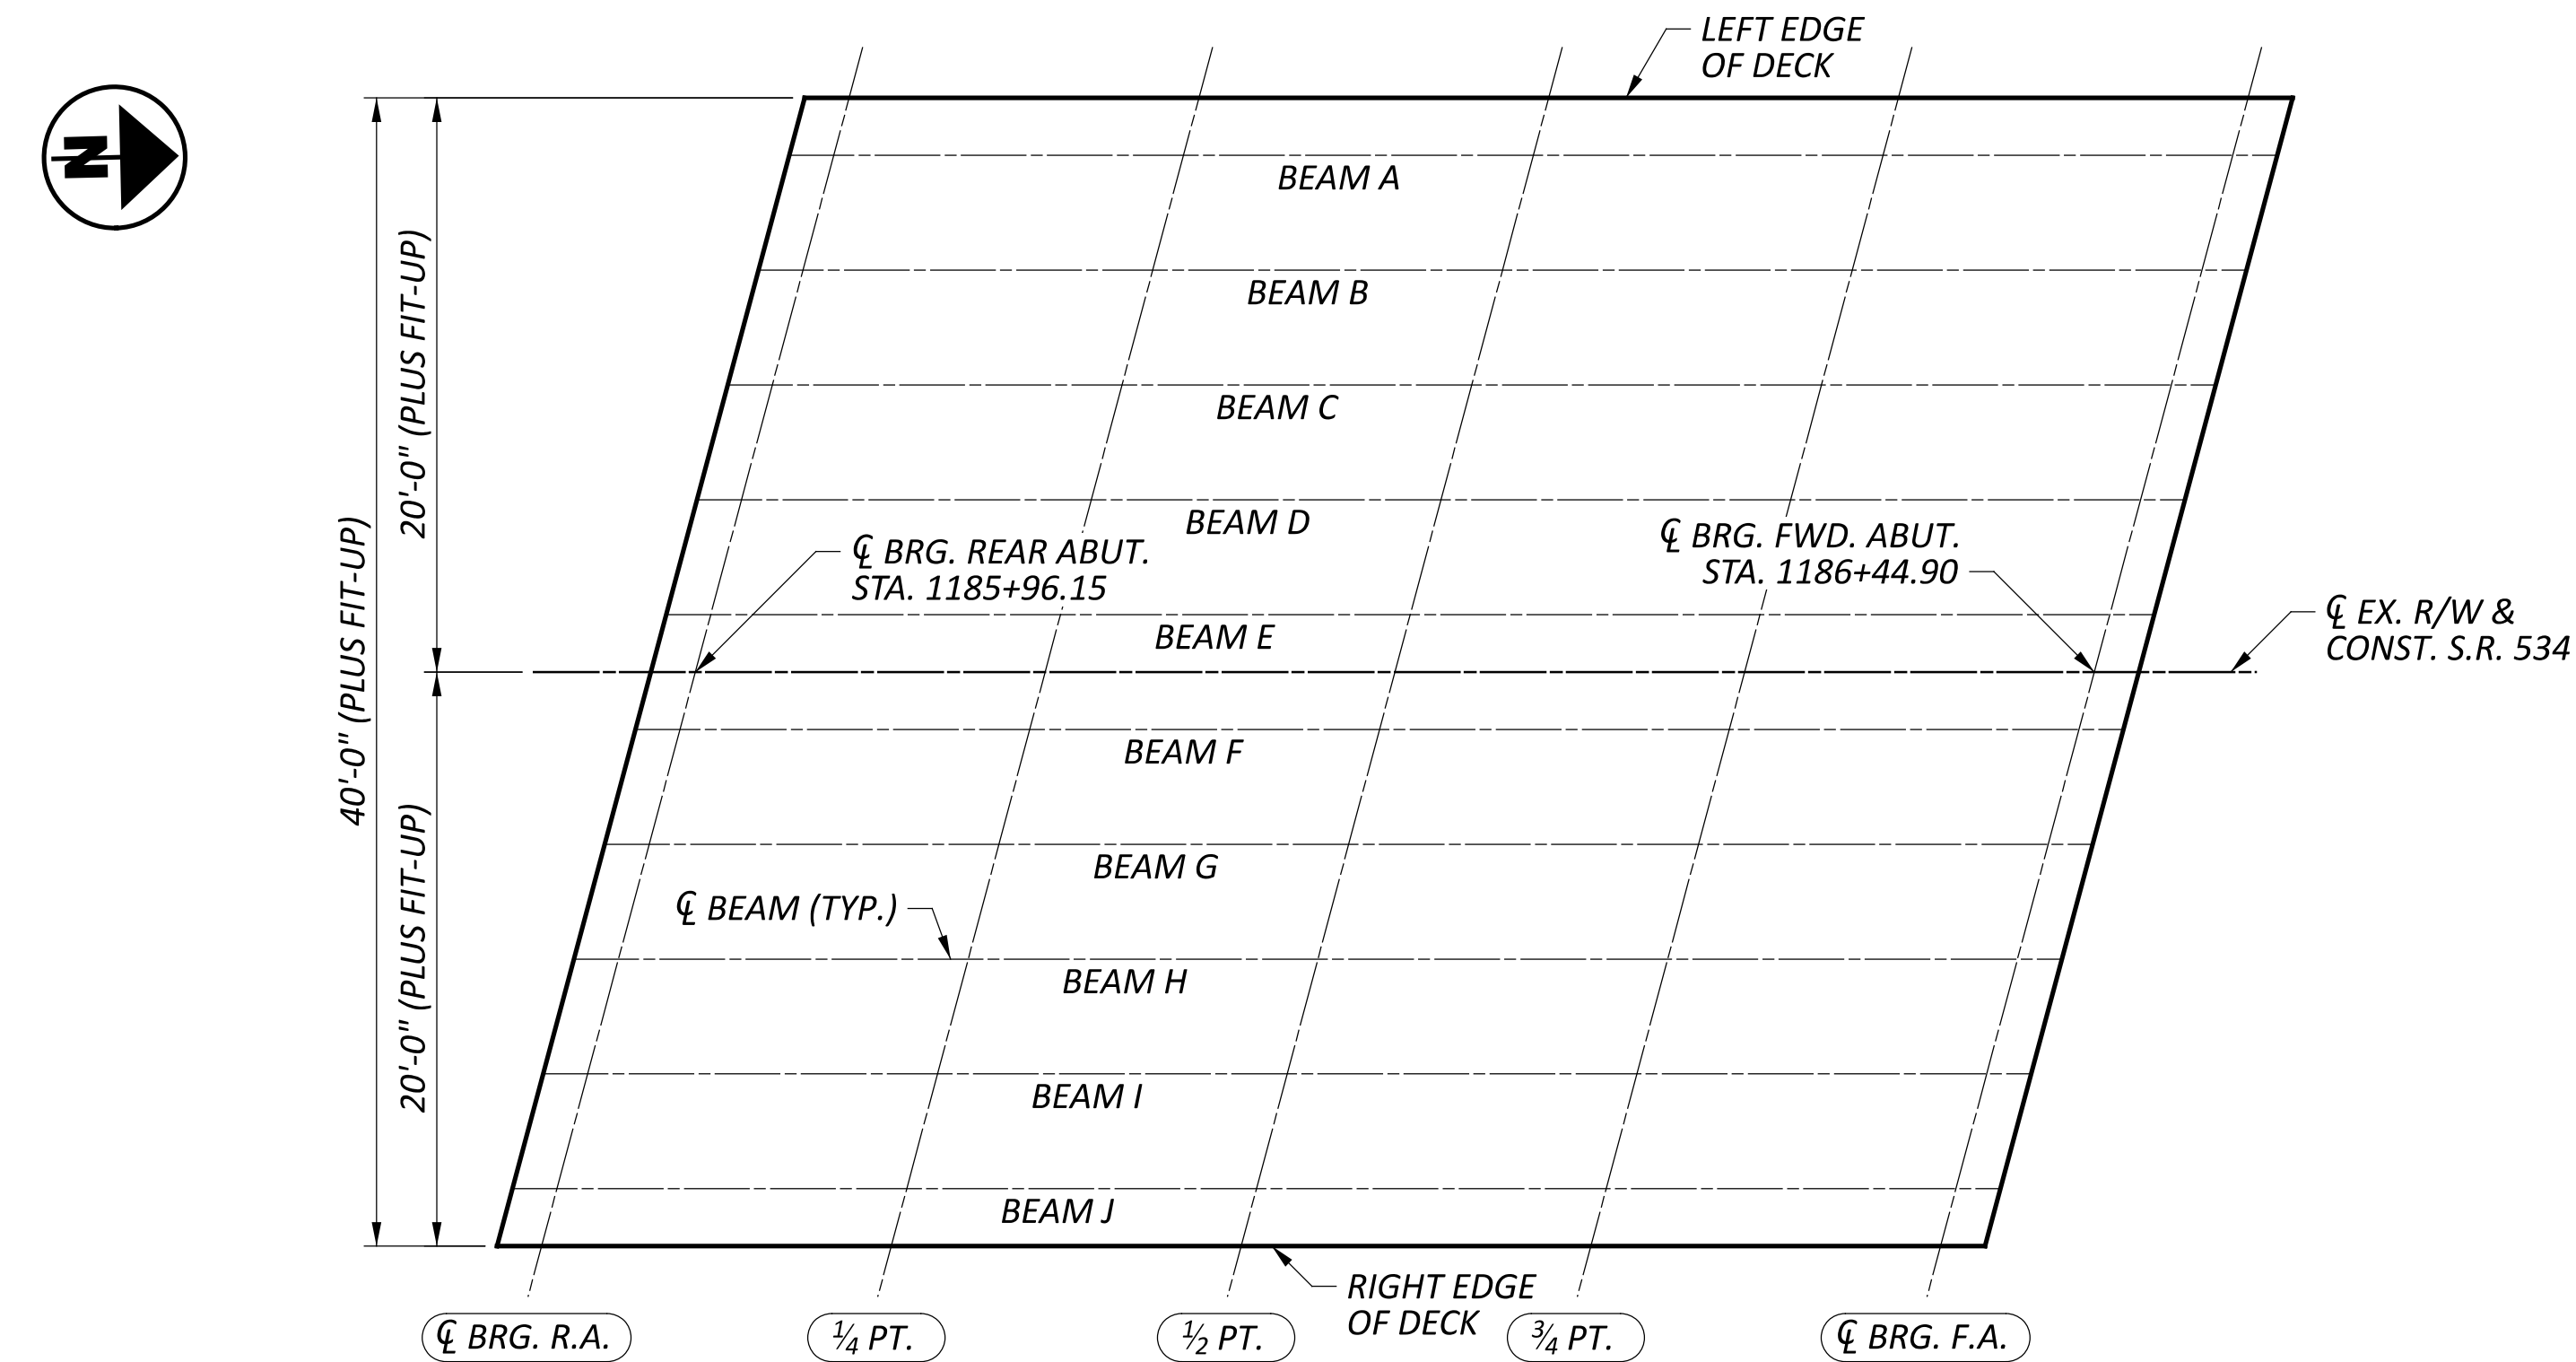 LEFT EDGE
OF DECK
N
BEAM A
BEAM B
BEAM C
BEAM D
20'-0" (PLUS FIT-UP)
40'-0" (PLUS FIT-UP)
℄ BRG. REAR ABUT.
STA. 1185+96.15
℄ BRG. FWD. ABUT.
STA. 1186+44.90
℄ EX. R/W &
CONST. S.R. 534
BEAM E
BEAM F
20'-0" (PLUS FIT-UP)
BEAM G
℄ BEAM (TYP.)
BEAM H
BEAM I
BEAM J
RIGHT EDGE
OF DECK
℄ BRG. R.A.
¼ PT.
½ PT.
¾ PT.
℄ BRG. F.A.